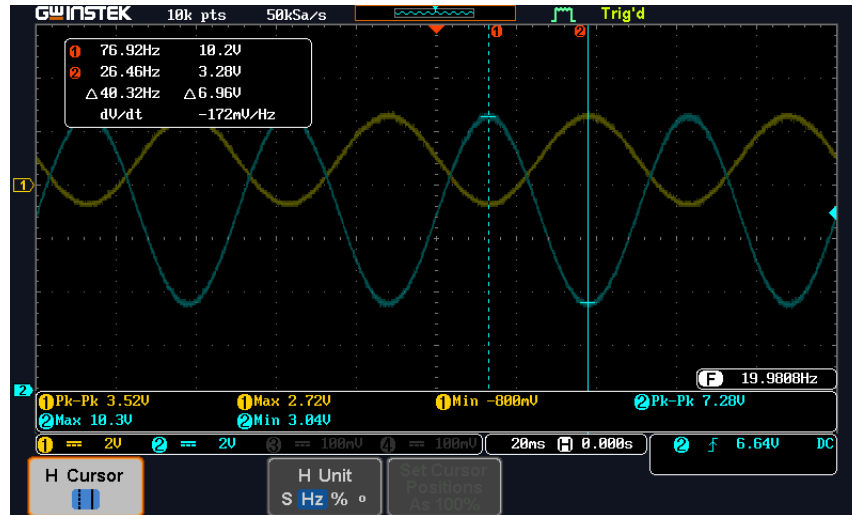 GWINSTEK 10k pts 50kSa/s Trig'd
1 2
1 76.92Hz 10.2V
2 26.46Hz 3.28V
△40.32Hz △6.96V
dV/dt -172mV/Hz
1
F 19.9808Hz
2
1 Pk-Pk 3.52V 1 Max 2.72V 1 Min -800mV 2 Pk-Pk 7.28V
2 Max 10.3V 2 Min 3.04V
1 2V 2 2V 3 100mV 4 100mV 20ms H 0.000s 2 6.64V DC
H Cursor
H Unit
S Hz % °
Set Cursor
Positions
As 100%